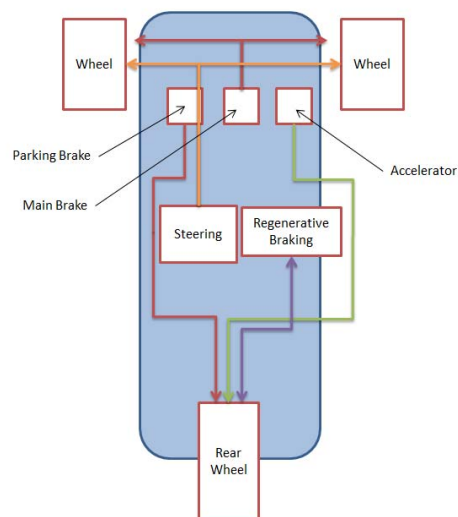 Wheel
Wheel
Parking Brake
Main Brake
Accelerator
Steering
Regenerative
Braking
Rear
Wheel